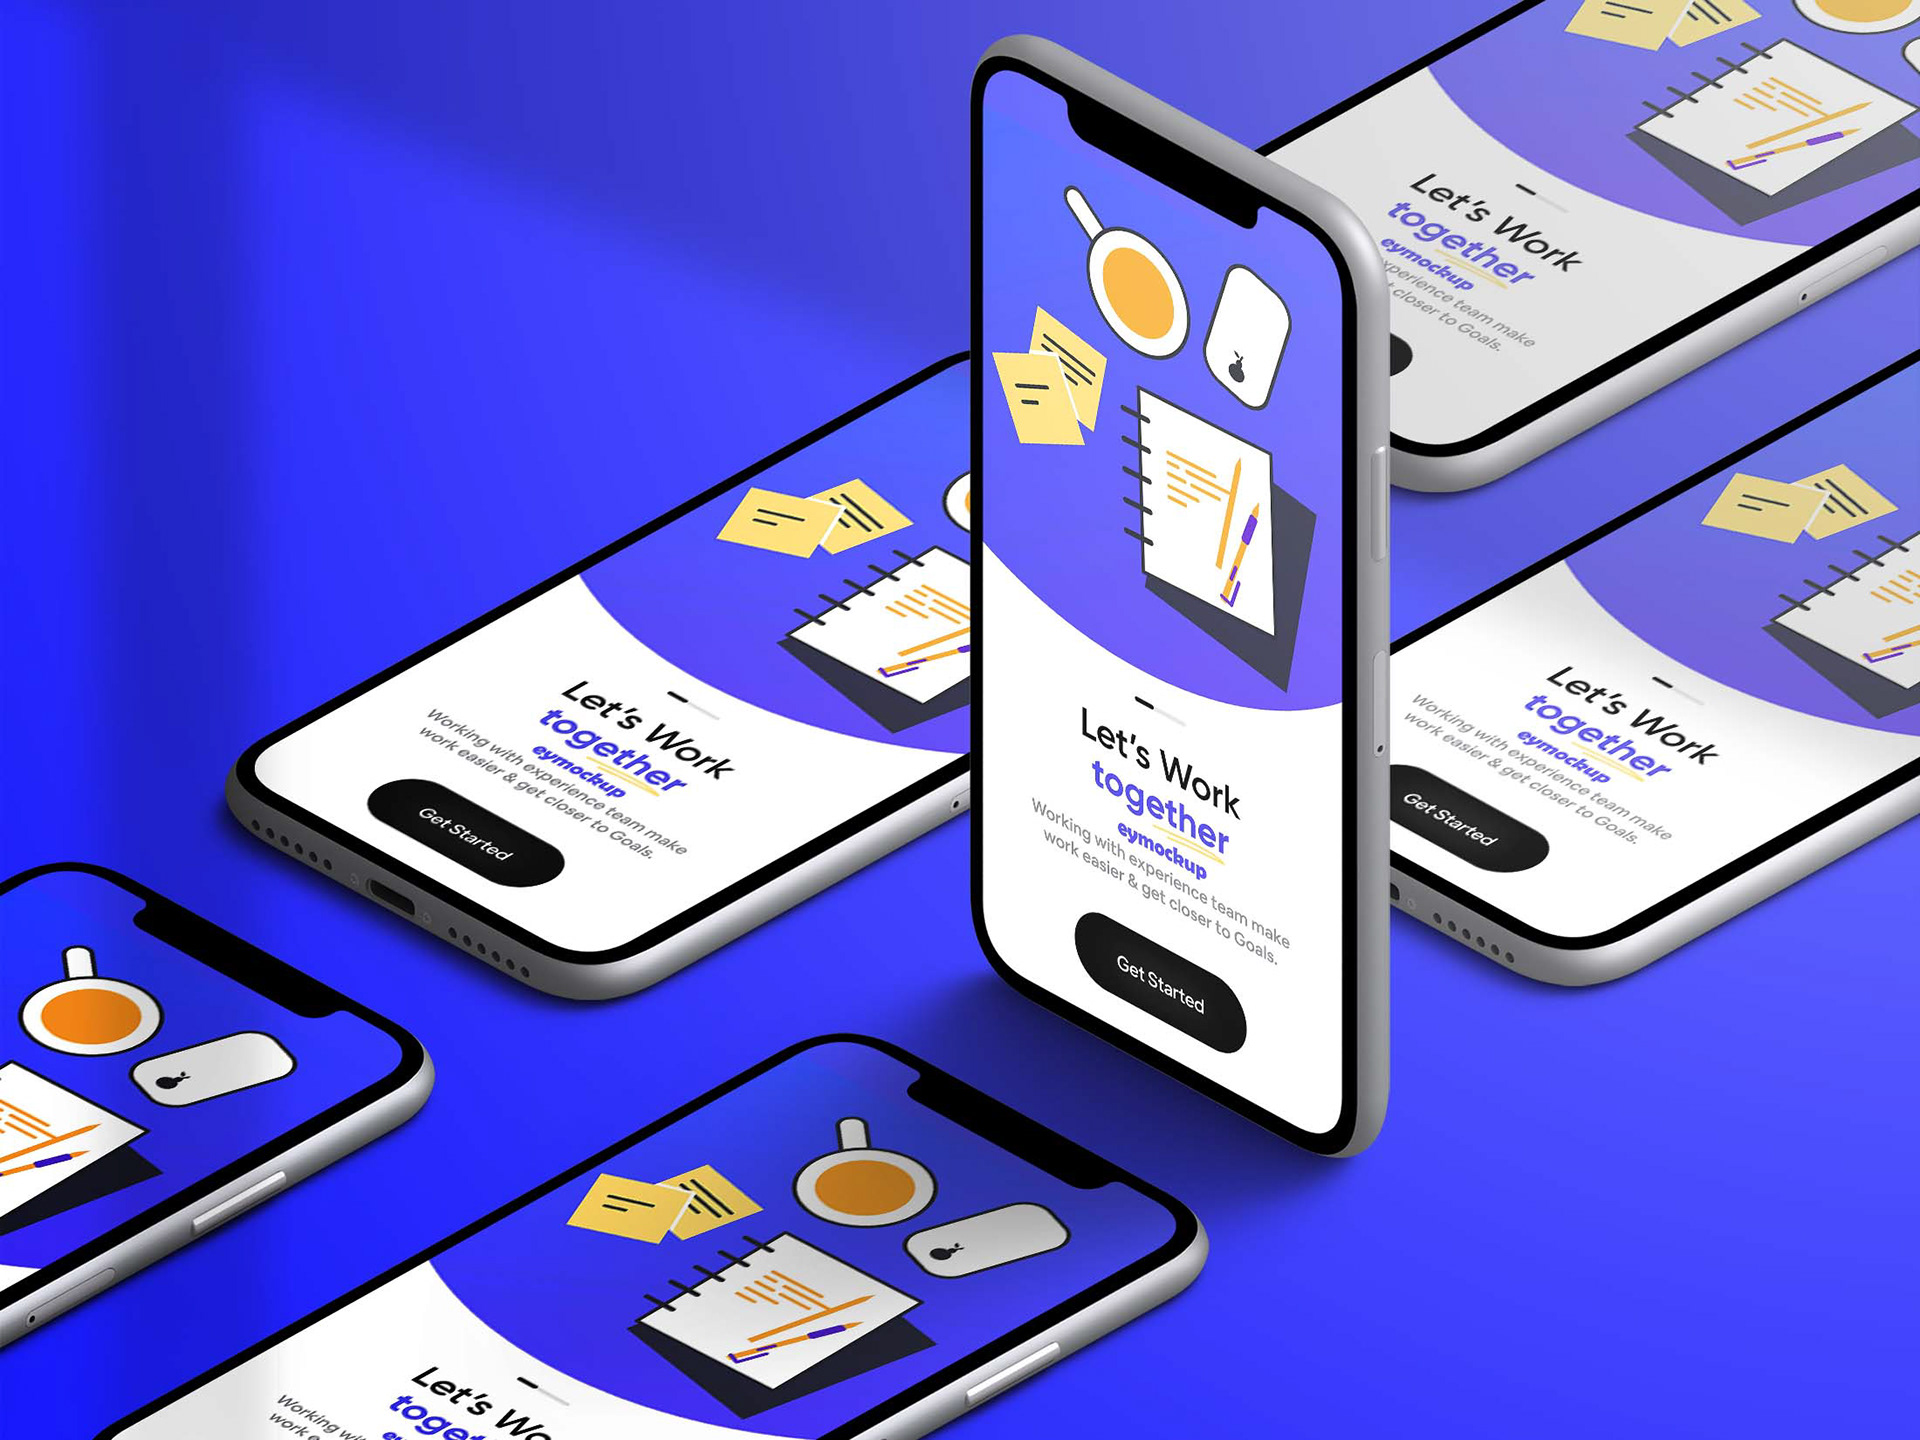 Let's Work
together
eymockup
xperience team make
closer to Goals.
Let's Work
together
eymockup
Working with experience team make
work easier & get closer to Goals.
Get Started
Let's Work
together
eymockup
Working with experience team make
work easier & get closer to Goals.
Get Started
Let's Work
together
eymockup
Working with experience team make
work easier & get closer to Goals.
Get Started
Let's Wo
toget
Working wi
work